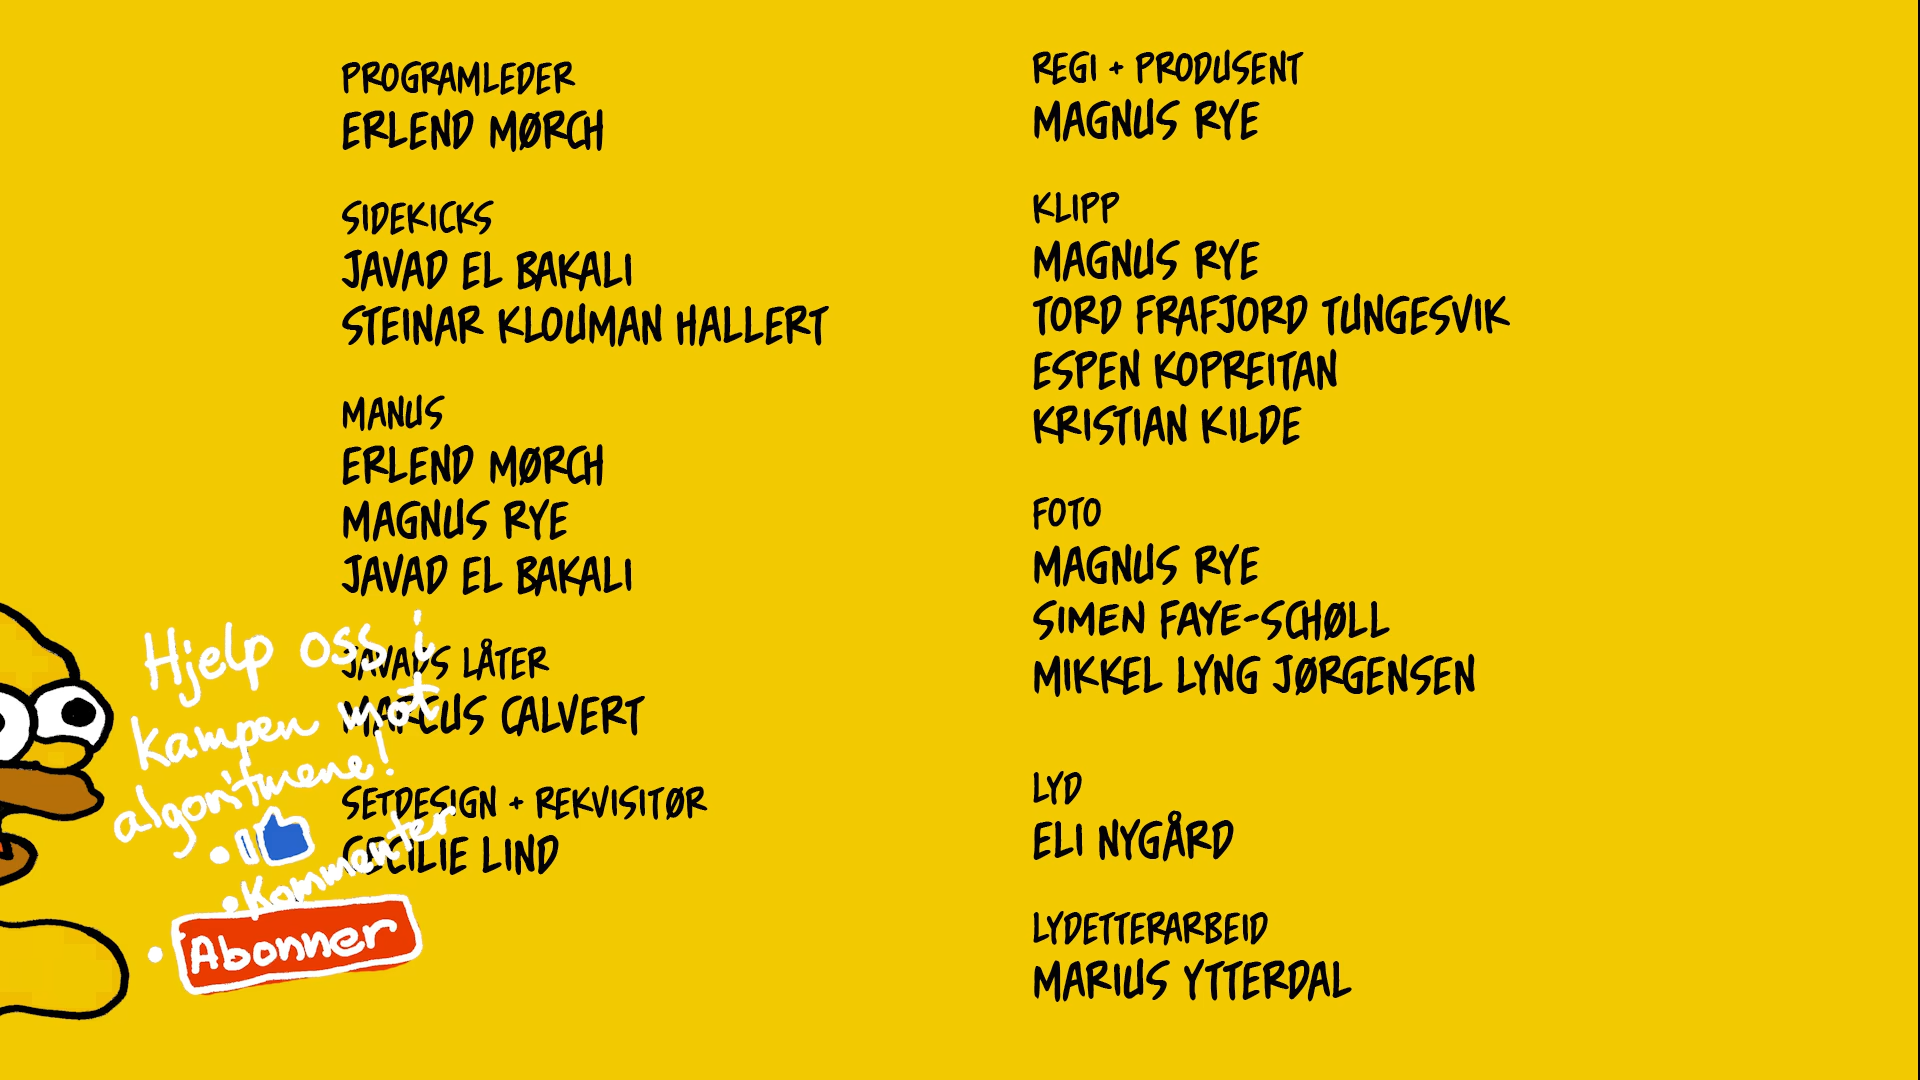 PROGRAMLEDER
ERLEND MØRCH
SIDEKICKS
JAVAD EL BAKALI
STEINAR KLOUMAN HALLERT
MANUS
ERLEND MØRCH
MAGNUS RYE
JAVAD EL BAKALI
JAVADS LÅTER
MARCUS CALVERT
SETDESIGN + REKVISITØR
CECILIE LIND
Hjelp oss i
kampen mot
algoritmene!
•
• Kommenter
• Abonner
REGI + PRODUSENT
MAGNUS RYE
KLIPP
MAGNUS RYE
TORD FRAFJORD TUNGESVIK
ESPEN KOPREITAN
KRISTIAN KILDE
FOTO
MAGNUS RYE
SIMEN FAYE-SCHØLL
MIKKEL LYNG JØRGENSEN
LYD
ELI NYGÅRD
LYDETTERARBEID
MARIUS YTTERDAL